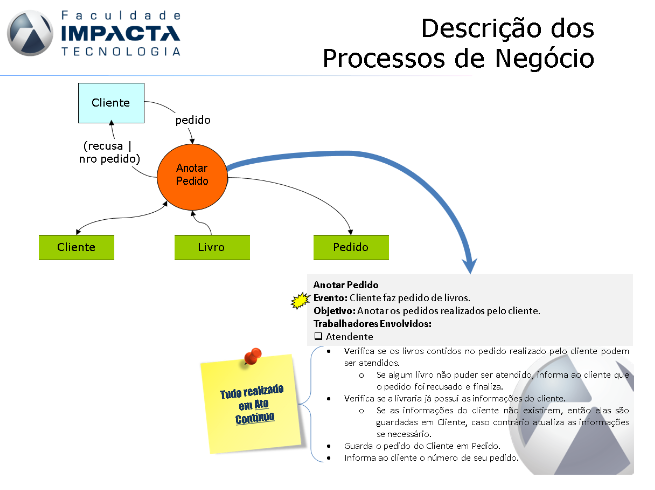 Faculdade
IMPACTA
TECNOLOGIA
Descrição dos
Processos de Negócio
Cliente
pedido
(recusa |
nro pedido)
Anotar
Pedido
Cliente
Livro
Pedido
Anotar Pedido
Evento: Cliente faz pedido de livros.
Objetivo: Anotar os pedidos realizados pelo cliente.
Trabalhadores Envolvidos:
❑ Atendente
• Verifica se os livros contidos no pedido realizado pelo cliente podem
ser atendidos.
o Se algum livro não puder ser atendido, informa ao cliente que
o pedido foi recusado e finaliza.
• Verifica se a livraria já possui as informações do cliente.
o Se as informações do cliente não existirem, então elas são
guardadas em Cliente, caso contrário atualiza as informações
se necessário.
• Guarda o pedido do Cliente em Pedido.
• Informa ao cliente o número de seu pedido.
Tudo realizado
em Ato
Contínuo